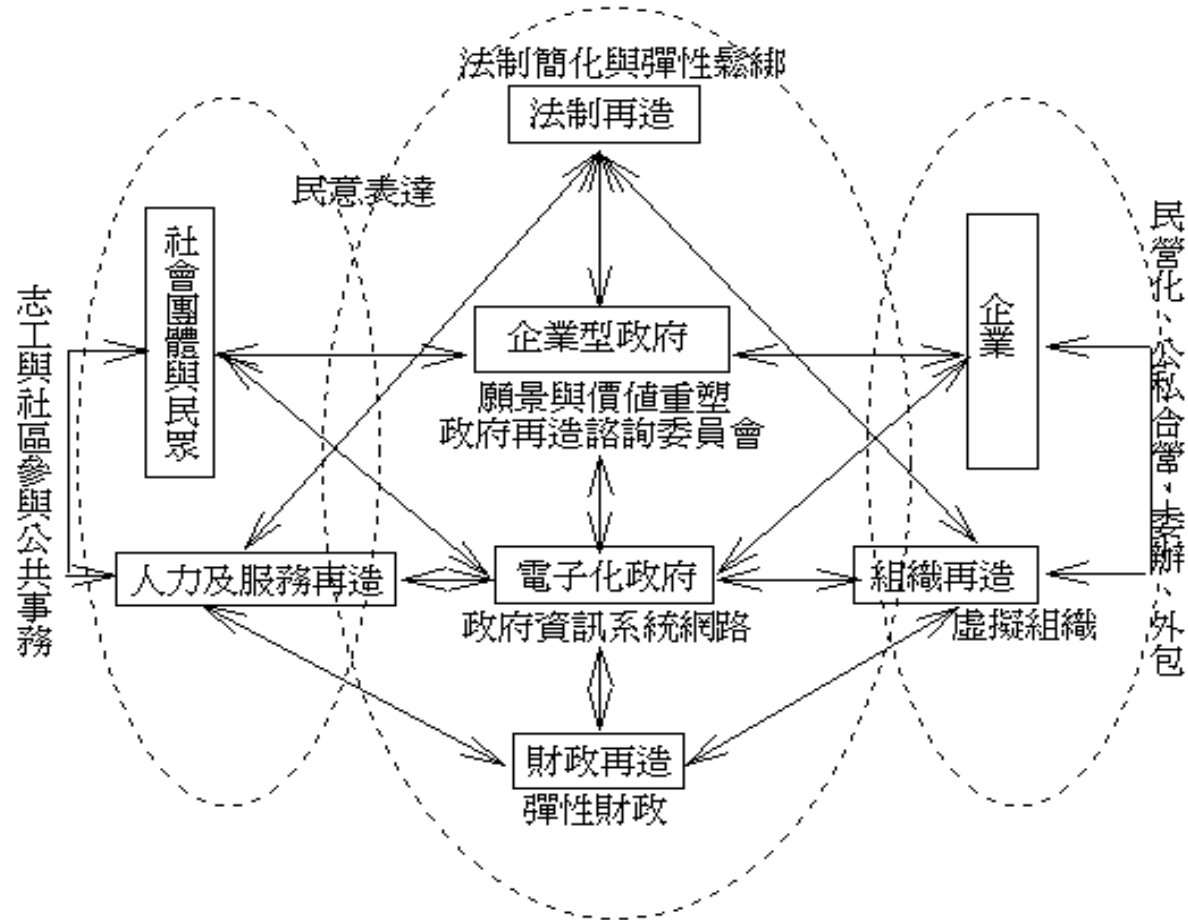 法制簡化與彈性鬆綁
法制再造
民意表達
社會團體與民眾
企業
民營化、公私合營、委辦、外包
志工與社區參與公共事務
企業型政府
願景與價值重塑
政府再造諮詢委員會
人力及服務再造
電子化政府
組織再造
政府資訊系統網路
虛擬組織
財政再造
彈性財政